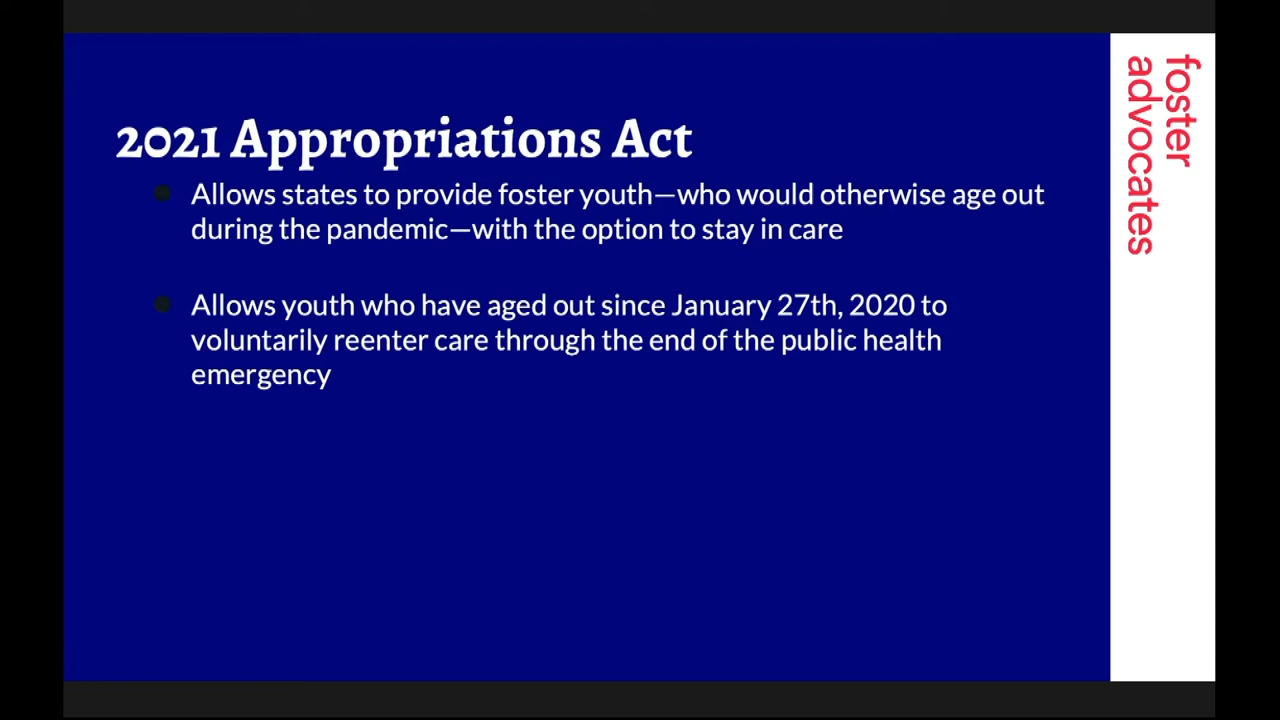 2021 Appropriations Act
Allows states to provide foster youth—who would otherwise age out
during the pandemic—with the option to stay in care
Allows youth who have aged out since January 27th, 2020 to
voluntarily reenter care through the end of the public health
emergency
foster
advocates